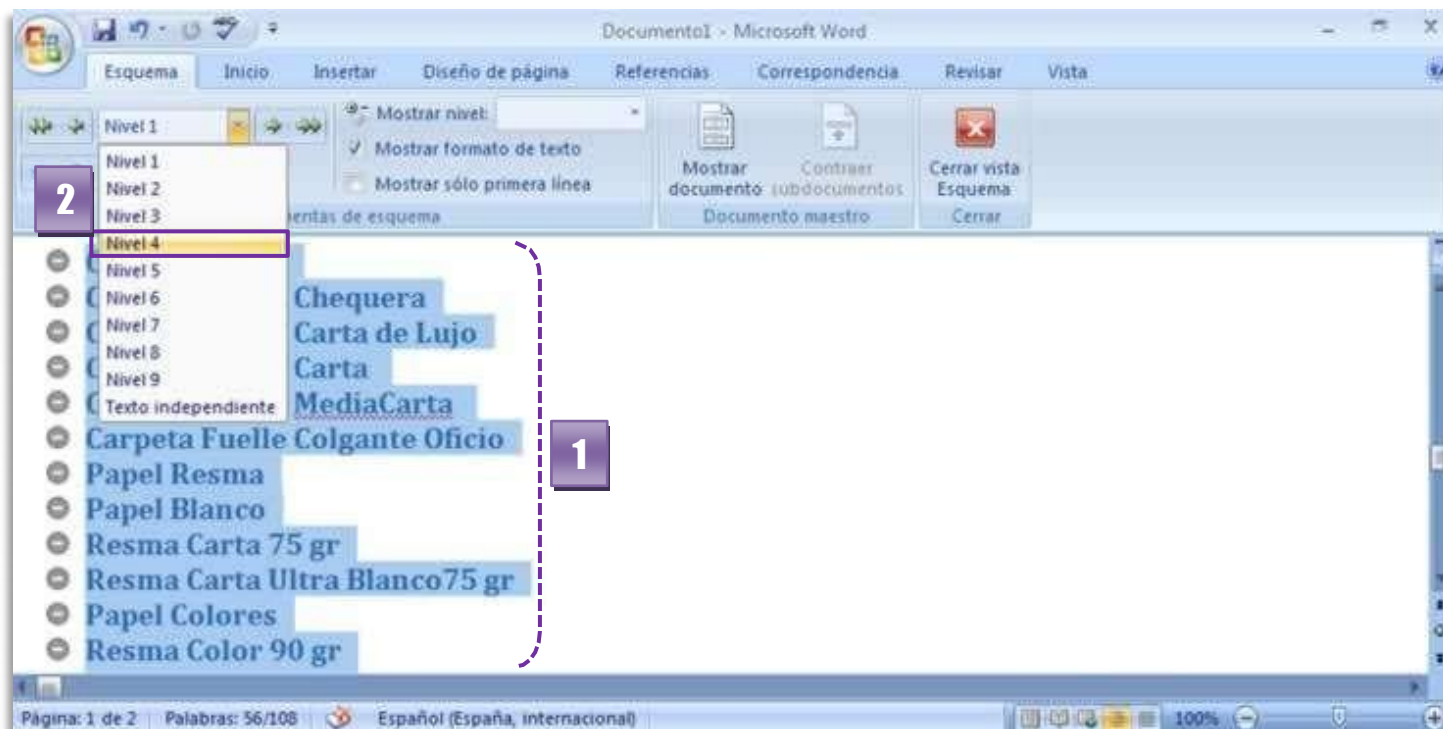 Documento1 - Microsoft Word
Esquema Inicio Insertar Diseño de página Referencias Correspondencia Revisar Vista
Nivel 1
Mostrar nivel:
Mostrar formato de texto
Mostrar sólo primera línea
Mostrar documento
Contraer subdocumentos
Cerrar vista Esquema
entas de esquema
Documento maestro
Cerrar
2
Nivel 1
Nivel 2
Nivel 3
Nivel 4
Nivel 5
Nivel 6
Nivel 7
Nivel 8
Nivel 9
Texto independiente
Chequera
Carta de Lujo
Carta
MediaCarta
Carpeta Fuelle Colgante Oficio
1
Papel Resma
Papel Blanco
Resma Carta 75 gr
Resma Carta Ultra Blanco75 gr
Papel Colores
Resma Color 90 gr
Página: 1 de 2 Palabras: 56/108 Español (España, internacional) 100%